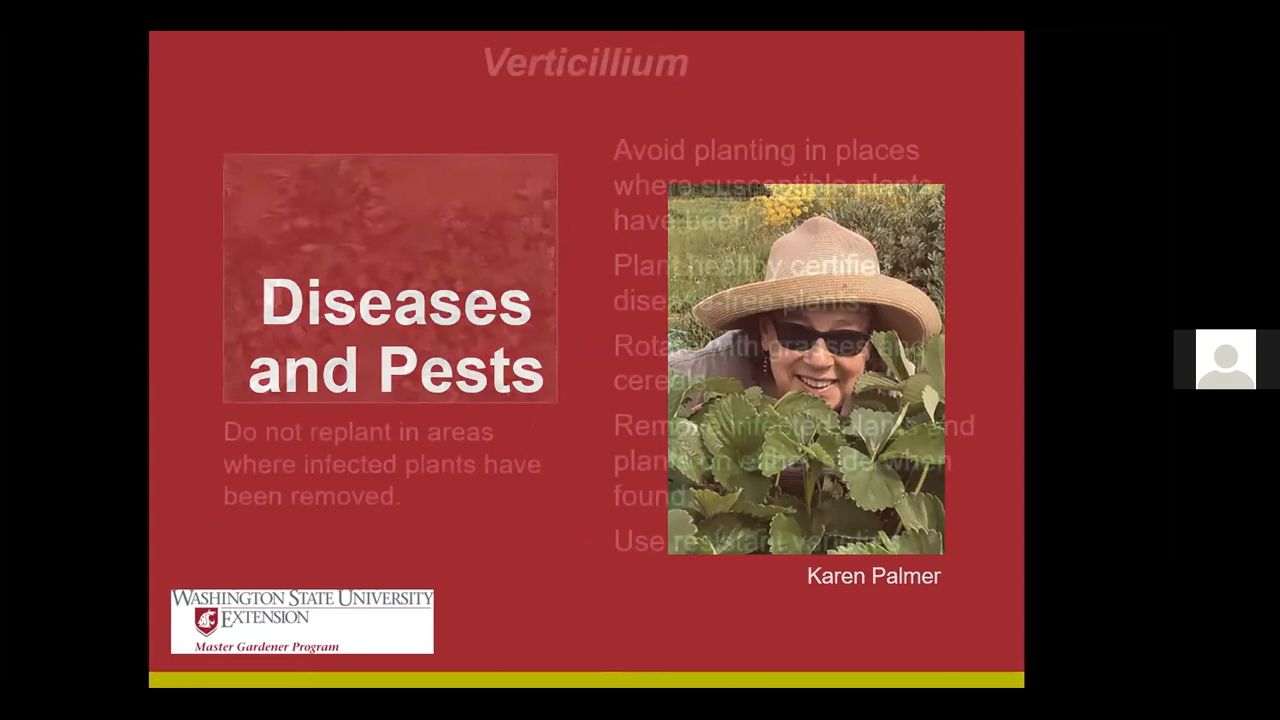 Verticillium
Diseases
and Pests
Do not replant in areas
where infected plants have
been removed.
Avoid planting in places
where susceptible plants
have been
Plant healthy certified
disease-free plants
Rotate with grasses and
cereals
Remove infected plants and
plants on either side when
found.
Use resistant varieties
Karen Palmer
WASHINGTON STATE UNIVERSITY
EXTENSION
Master Gardener Program